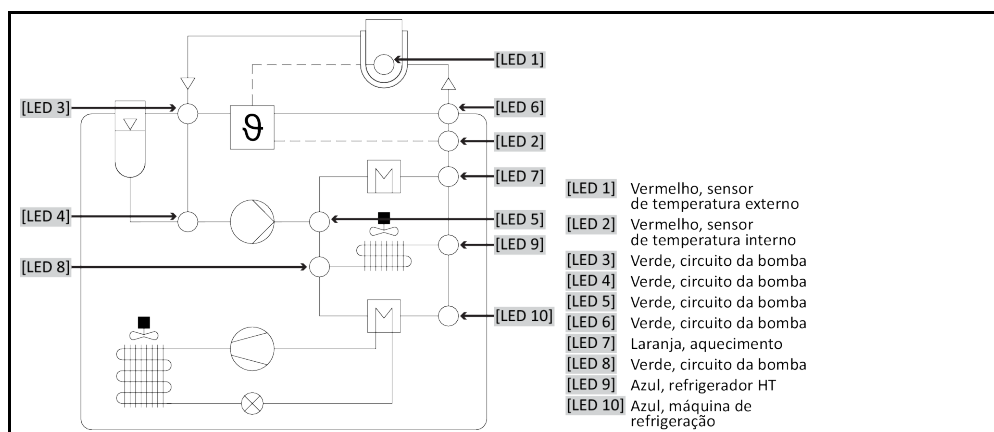 [LED 1]
[LED 3]
[LED 6]
ϑ
[LED 2]
[LED 7]
[LED 4]
[LED 5]
[LED 9]
[LED 8]
[LED 10]
[LED 1] Vermelho, sensor
de temperatura externo
[LED 2] Vermelho, sensor
de temperatura interno
[LED 3] Verde, circuito da bomba
[LED 4] Verde, circuito da bomba
[LED 5] Verde, circuito da bomba
[LED 6] Verde, circuito da bomba
[LED 7] Laranja, aquecimento
[LED 8] Verde, circuito da bomba
[LED 9] Azul, refrigerador HT
[LED 10] Azul, máquina de
refrigeração